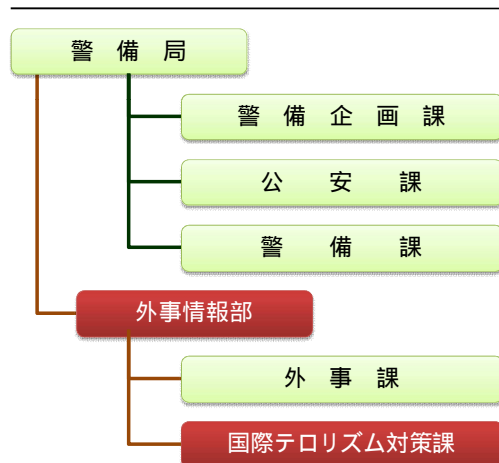 警備局
警備企画課
公安課
警備課
外事情報部
外事課
国際テロリズム対策課